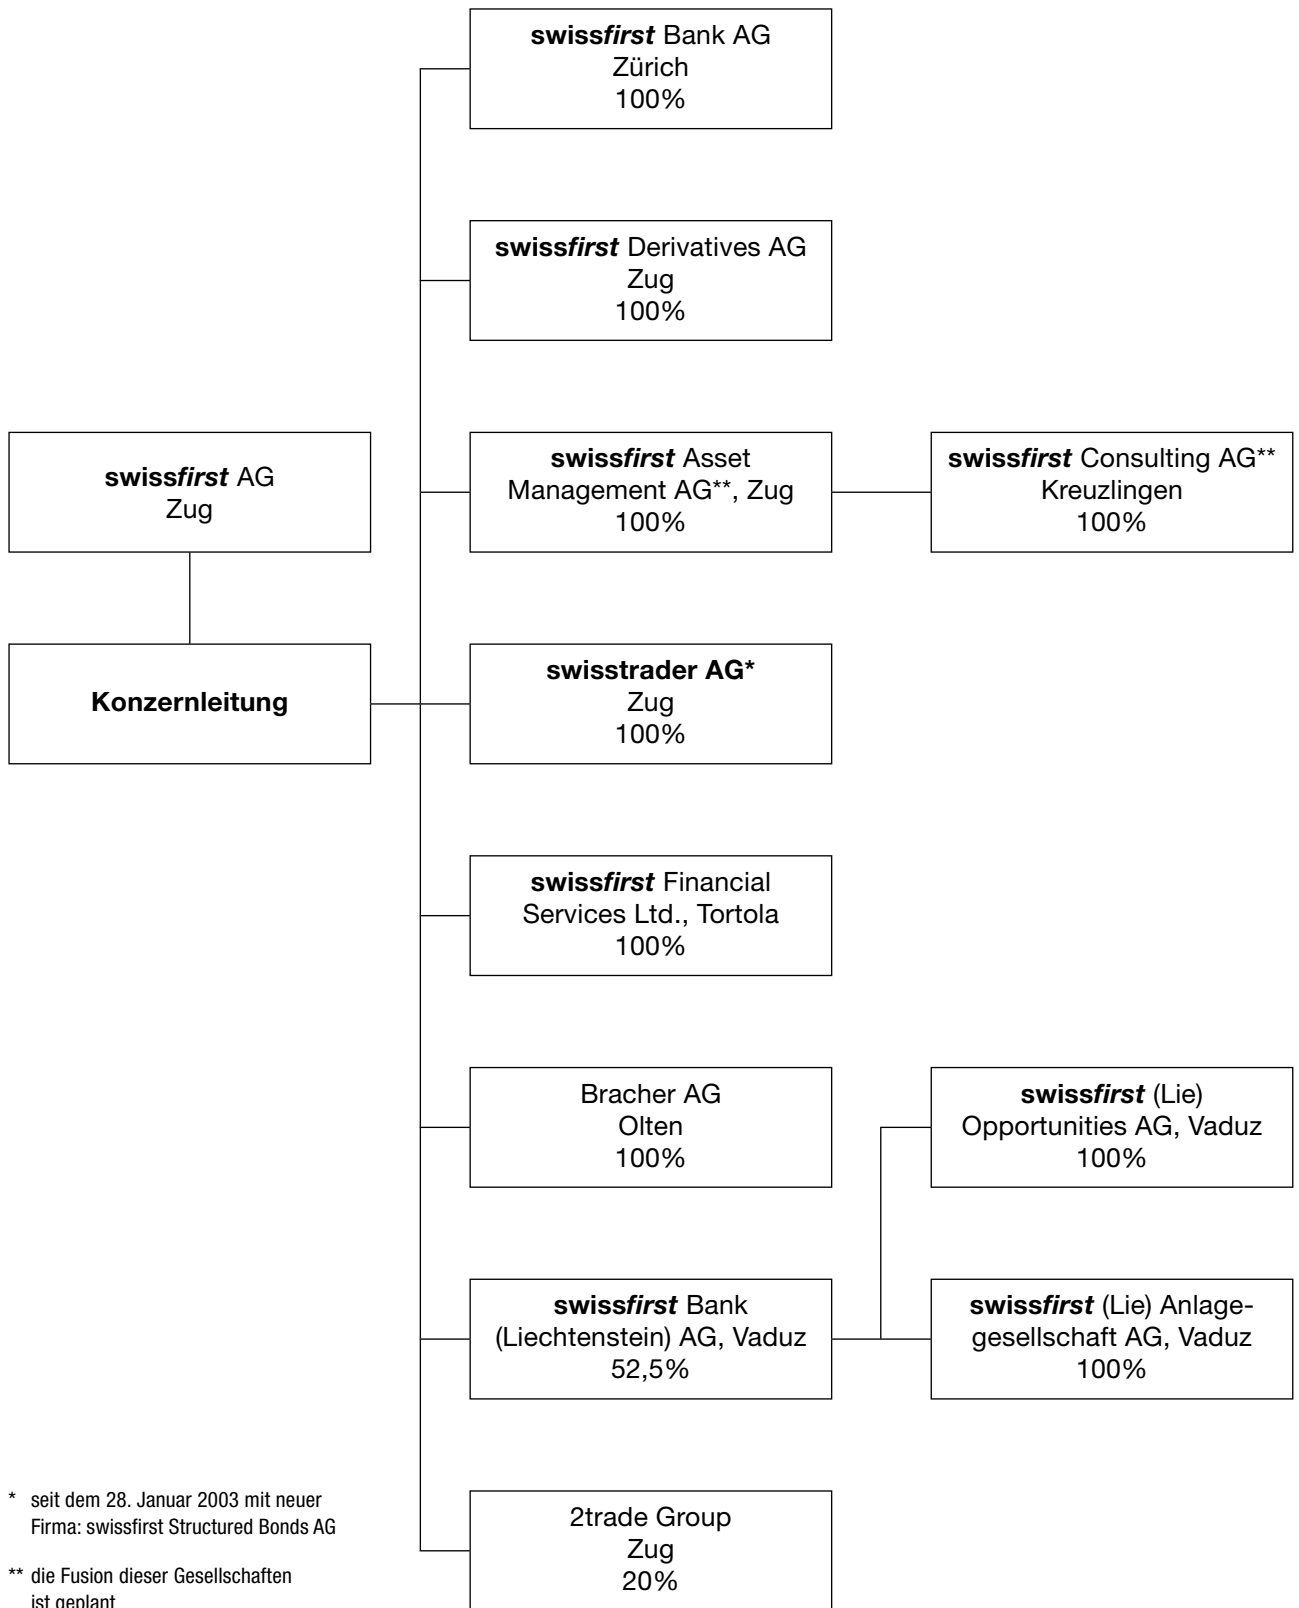 swissfirst Bank AG
Zürich
100%
swissfirst Derivatives AG
Zug
100%
swissfirst AG
Zug
swissfirst Asset
Management AG**, Zug
100%
swissfirst Consulting AG**
Kreuzlingen
100%
Konzernleitung
swisstrader AG*
Zug
100%
swissfirst Financial
Services Ltd., Tortola
100%
Bracher AG
Olten
100%
swissfirst (Lie)
Opportunities AG, Vaduz
100%
swissfirst Bank
(Liechtenstein) AG, Vaduz
52,5%
swissfirst (Lie) Anlage-
gesellschaft AG, Vaduz
100%
2trade Group
Zug
20%
* seit dem 28. Januar 2003 mit neuer
Firma: swissfirst Structured Bonds AG
** die Fusion dieser Gesellschaften
ist geplant